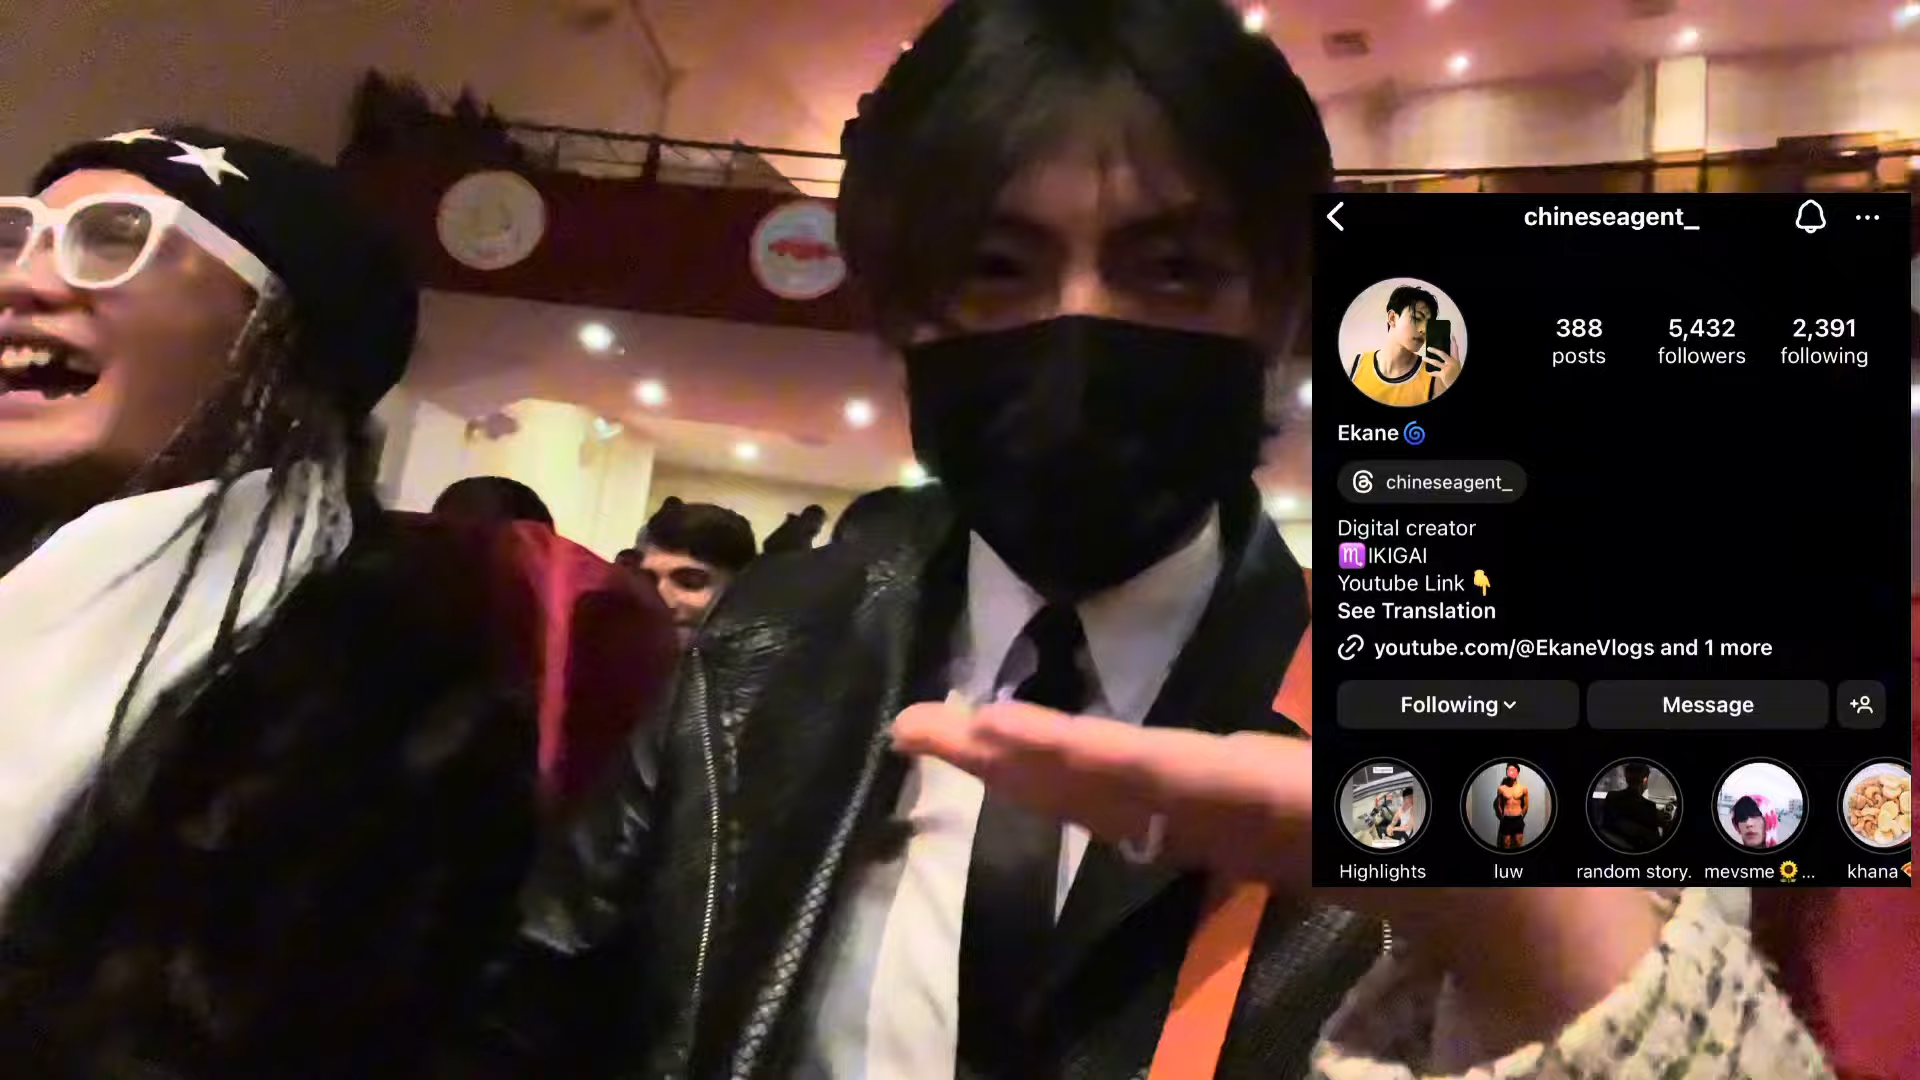 chineseagent_
388 posts
5,432 followers
2,391 following
Ekane🌀
chineseagent_
Digital creator
♏IKIGAI
Youtube Link 👇
See Translation
youtube.com/@EkaneVlogs and 1 more
Following
Message
Highlights
luw
random story.
mevsme🌻...
khana